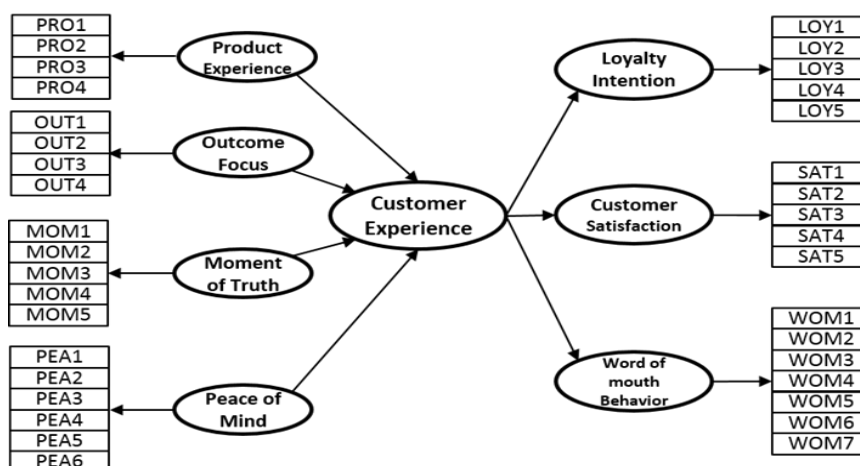 PRO1
PRO2
PRO3
PRO4
Product
Experience
OUT1
OUT2
OUT3
OUT4
Outcome
Focus
MOM1
MOM2
MOM3
MOM4
MOM5
Moment
of Truth
PEA1
PEA2
PEA3
PEA4
PEA5
PEA6
Peace of
Mind
Customer
Experience
Loyalty
Intention
LOY1
LOY2
LOY3
LOY4
LOY5
Customer
Satisfaction
SAT1
SAT2
SAT3
SAT4
SAT5
Word of
mouth
Behavior
WOM1
WOM2
WOM3
WOM4
WOM5
WOM6
WOM7